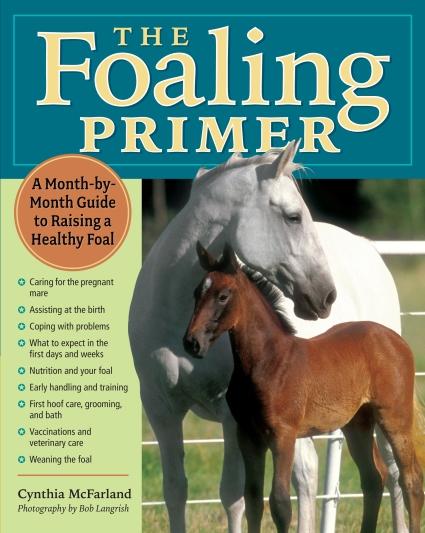 THE
Foaling
PRIMER
A Month-by-
Month Guide
to Raising a
Healthy Foal
✪ Caring for the pregnant
mare
✪ Assisting at the birth
✪ Coping with problems
✪ What to expect in the
first days and weeks
✪ Nutrition and your foal
✪ Early handling and training
✪ First hoof care, grooming,
and bath
✪ Vaccinations and
veterinary care
✪ Weaning the foal
Cynthia McFarland
Photography by Bob Langrish